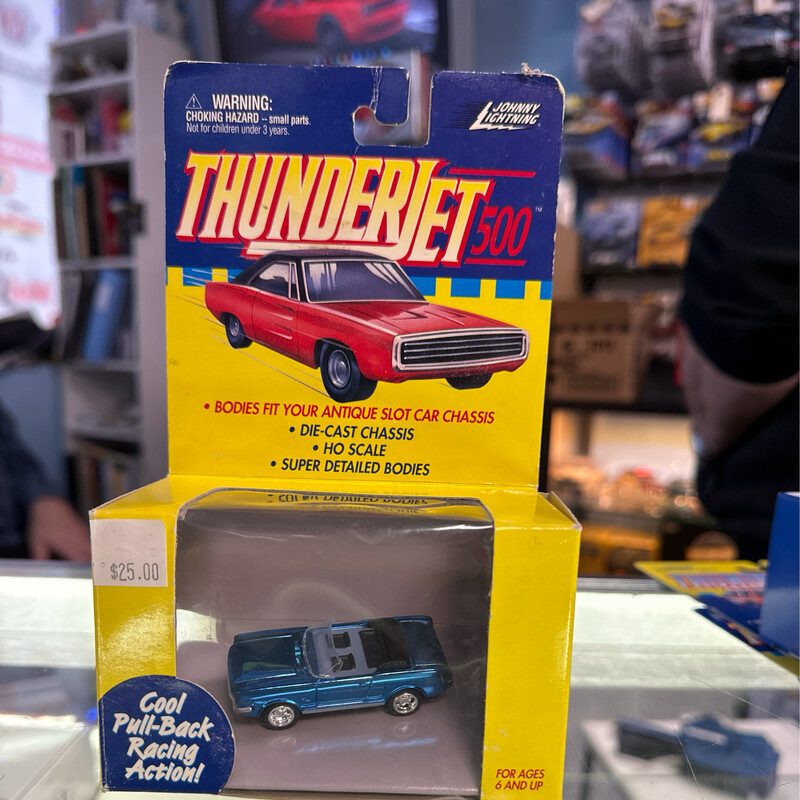 WARNING:
CHOKING HAZARD -- small parts.
Not for children under 3 years.
JOHNNY
LIGHTNING
THUNDERJET 500 ™
• BODIES FIT YOUR ANTIQUE SLOT CAR CHASSIS
• DIE-CAST CHASSIS
• HO SCALE
• SUPER DETAILED BODIES
$25.00
Cool
Pull-Back
Racing
Action!
FOR AGES
6 AND UP